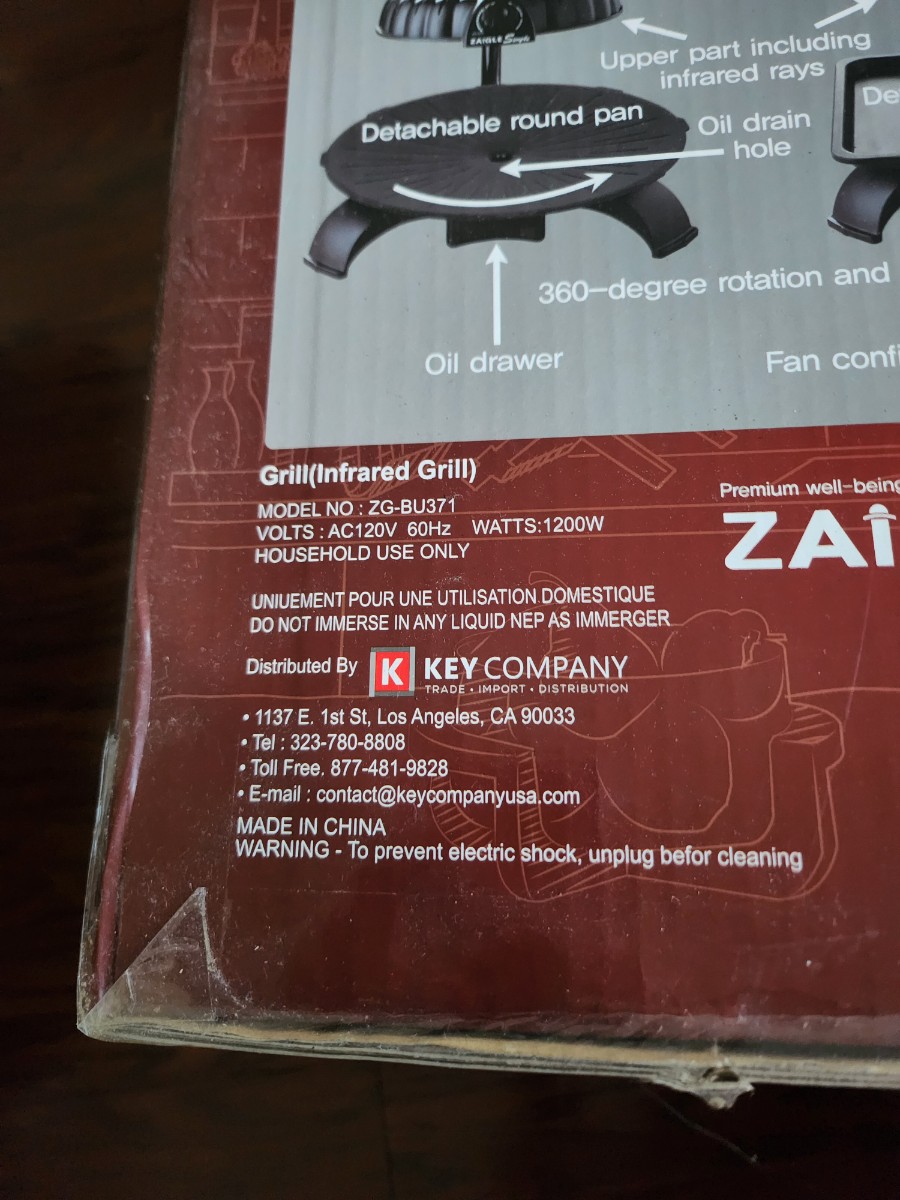 ZAIGLE Simple
Upper part including
infrared rays
Detachable round pan
Oil drain
hole
360-degree rotation and
Oil drawer
Grill(Infrared Grill)
MODEL NO : ZG-BU371
VOLTS : AC120V 60Hz WATTS:1200W
HOUSEHOLD USE ONLY
Premium well-being
UNIUEMENT POUR UNE UTILISATION DOMESTIQUE
DO NOT IMMERSE IN ANY LIQUID NEP AS IMMERGER
Distributed By K KEY COMPANY
TRADE • IMPORT • DISTRIBUTION
• 1137 E. 1st St, Los Angeles, CA 90033
• Tel : 323-780-8808
• Toll Free. 877-481-9828
• E-mail : contact@keycompanyusa.com
MADE IN CHINA
WARNING - To prevent electric shock, unplug befor cleaning